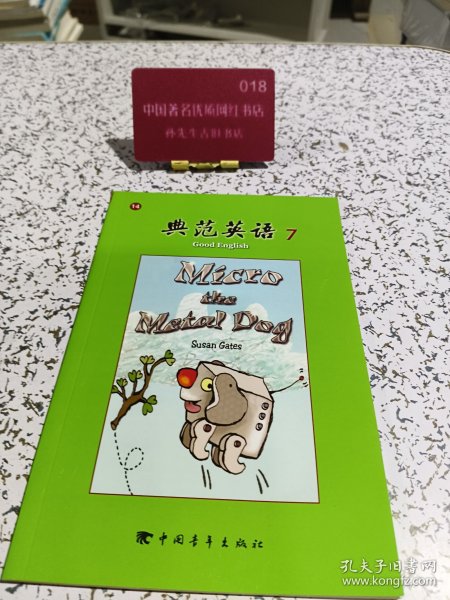 018
中国著名优质网红书店
孙先生古旧书店
14
典范英语 7
Good English
Micro
the
Metal Dog
Susan Gates
中国青年出版社
孔夫子旧书网
www.kongfz.com